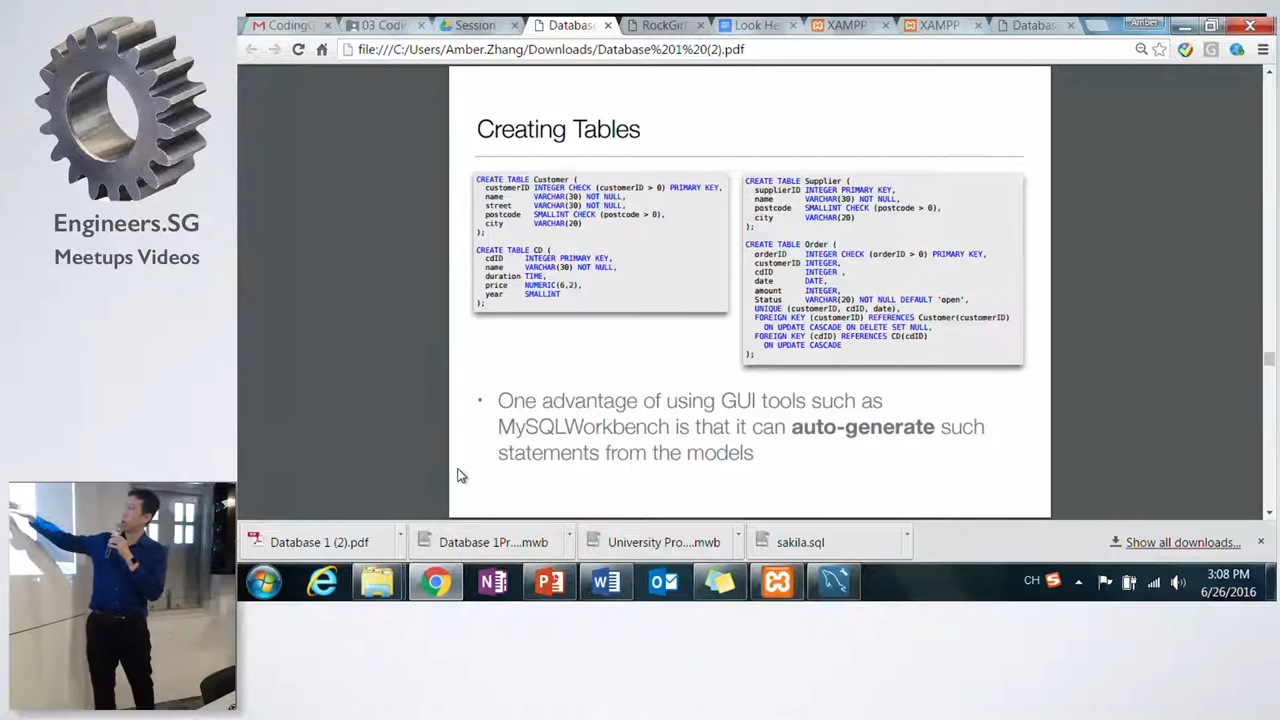 Engineers.SG
Meetups Videos
CodingG
03 Codin
Session
Database
RockGirl
Look He
XAMPP
XAMPP
Databas
Amber
file:///C:/Users/Amber.Zhang/Downloads/Database%201%20(2).pdf
Creating Tables
CREATE TABLE Customer (
customerID INTEGER CHECK (customerID > 0) PRIMARY KEY,
name VARCHAR(30) NOT NULL,
street VARCHAR(30) NOT NULL,
postcode SMALLINT CHECK (postcode > 0),
city VARCHAR(20)
);
CREATE TABLE CD (
cdID INTEGER PRIMARY KEY,
name VARCHAR(30) NOT NULL,
duration TIME,
price NUMERIC(6,2),
year SMALLINT
);
CREATE TABLE Supplier (
supplierID INTEGER PRIMARY KEY,
name VARCHAR(30) NOT NULL,
postcode SMALLINT CHECK (postcode > 0),
city VARCHAR(20)
);
CREATE TABLE Order (
orderID INTEGER CHECK (orderID > 0) PRIMARY KEY,
customerID INTEGER,
cdID INTEGER ,
date DATE,
amount INTEGER,
Status VARCHAR(20) NOT NULL DEFAULT 'open',
UNIQUE (customerID, cdID, date),
FOREIGN KEY (customerID) REFERENCES Customer(customerID)
ON UPDATE CASCADE ON DELETE SET NULL,
FOREIGN KEY (cdID) REFERENCES CD(cdID)
ON UPDATE CASCADE
);
• One advantage of using GUI tools such as
MySQLWorkbench is that it can auto-generate such
statements from the models
Database 1 (2).pdf
Database 1Pr....mwb
University Pro....mwb
sakila.sql
Show all downloads...
CH
3:08 PM
6/26/2016